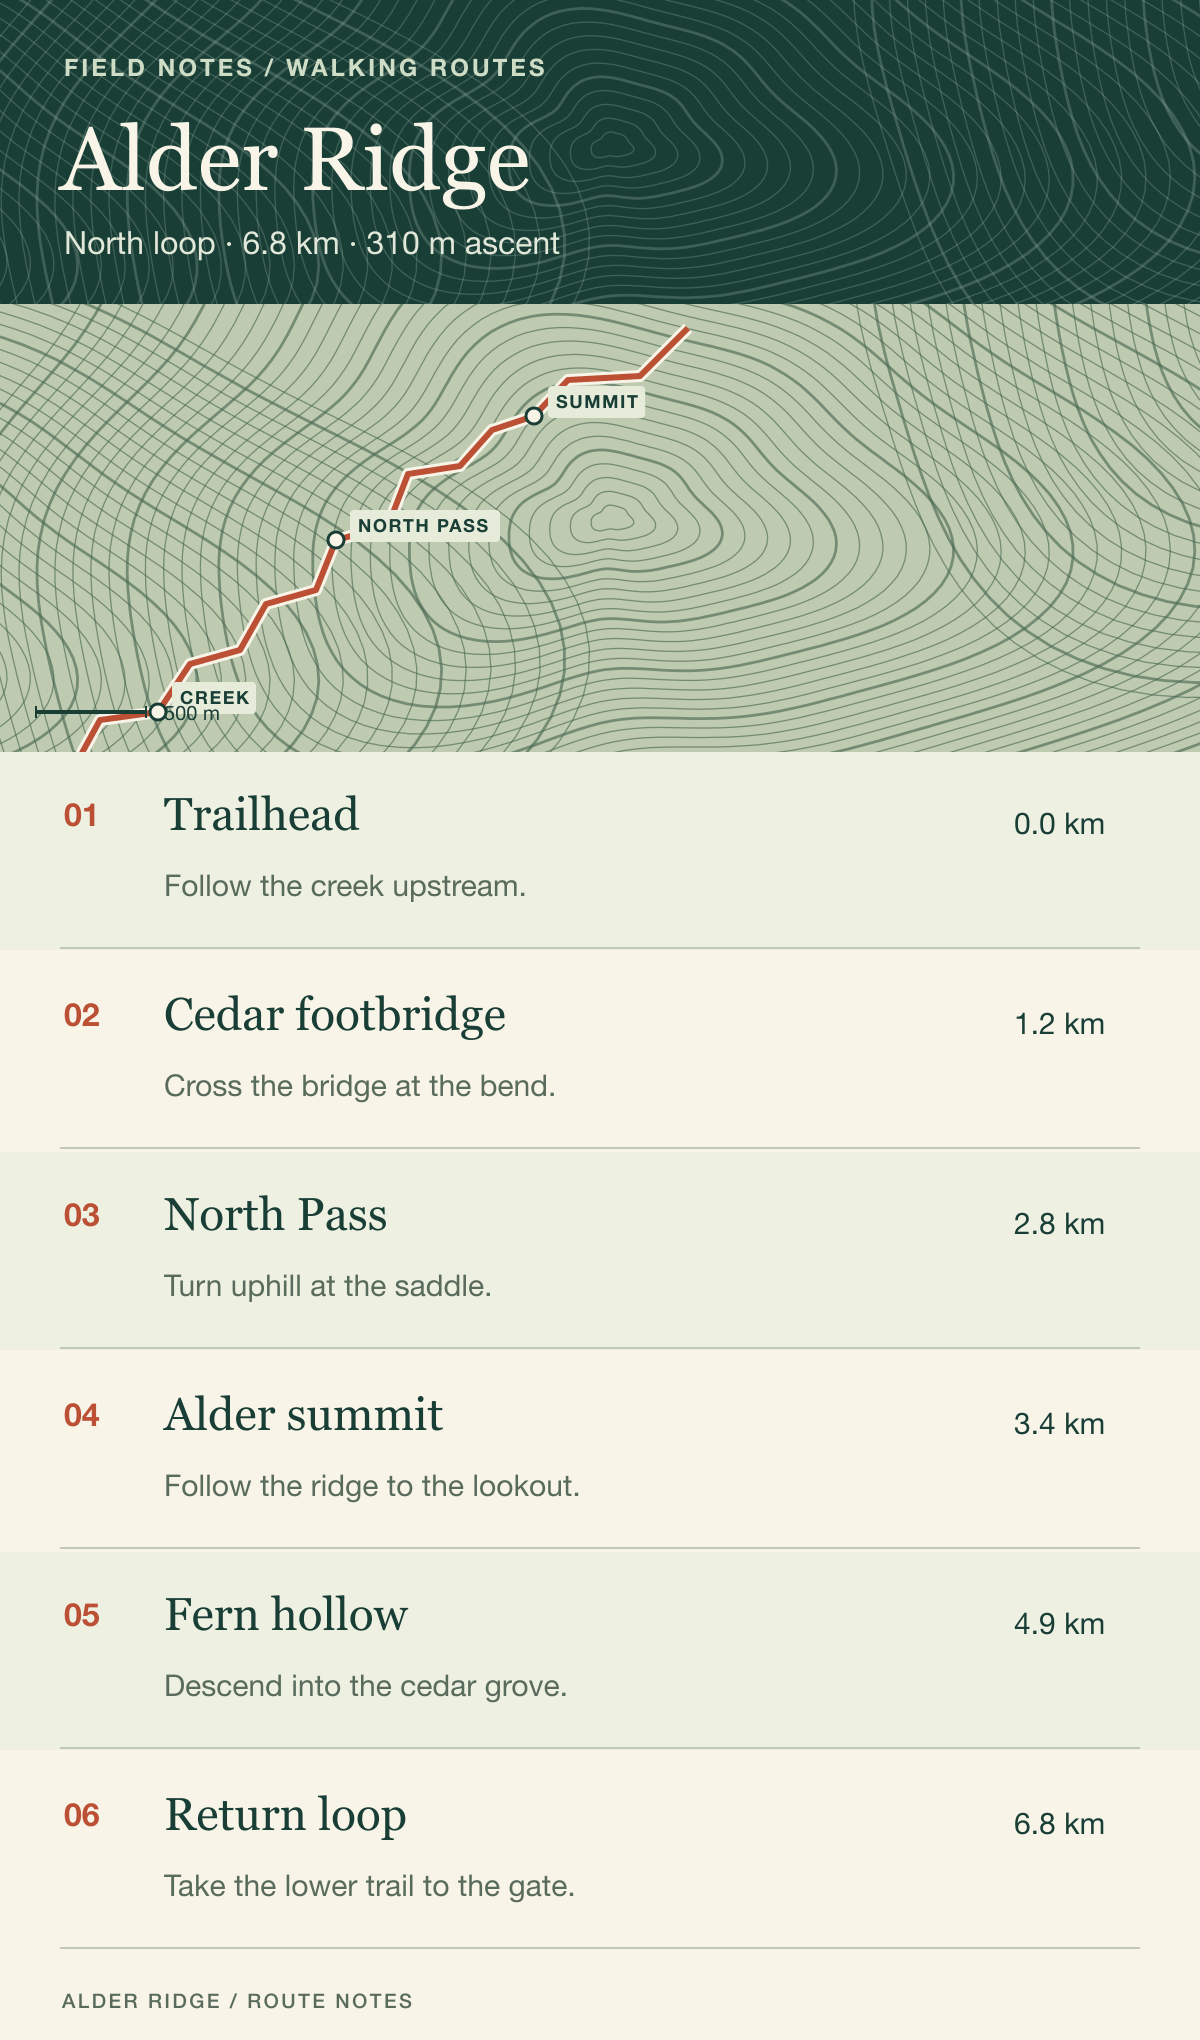 FIELD NOTES / WALKING ROUTES
Alder Ridge
North loop · 6.8 km · 310 m ascent
SUMMIT
NORTH PASS
CREEK
500 m
01 Trailhead 0.0 km
Follow the creek upstream.
02 Cedar footbridge 1.2 km
Cross the bridge at the bend.
03 North Pass 2.8 km
Turn uphill at the saddle.
04 Alder summit 3.4 km
Follow the ridge to the lookout.
05 Fern hollow 4.9 km
Descend into the cedar grove.
06 Return loop 6.8 km
Take the lower trail to the gate.
ALDER RIDGE / ROUTE NOTES